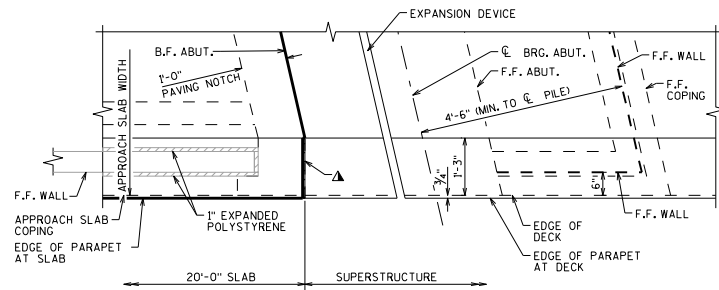 EXPANSION DEVICE
B.F. ABUT.
℄ BRG. ABUT.
F.F. ABUT.
F.F. WALL
F.F.
COPING
1'-0"
PAVING NOTCH
4'-6" (MIN. TO ℄ PILE)
APPROACH SLAB WIDTH
3/4"
1'-3"
6"
F.F. WALL
F.F. WALL
APPROACH SLAB
COPING
EDGE OF PARAPET
AT SLAB
1" EXPANDED
POLYSTYRENE
EDGE OF
DECK
EDGE OF PARAPET
AT DECK
20'-0" SLAB
SUPERSTRUCTURE